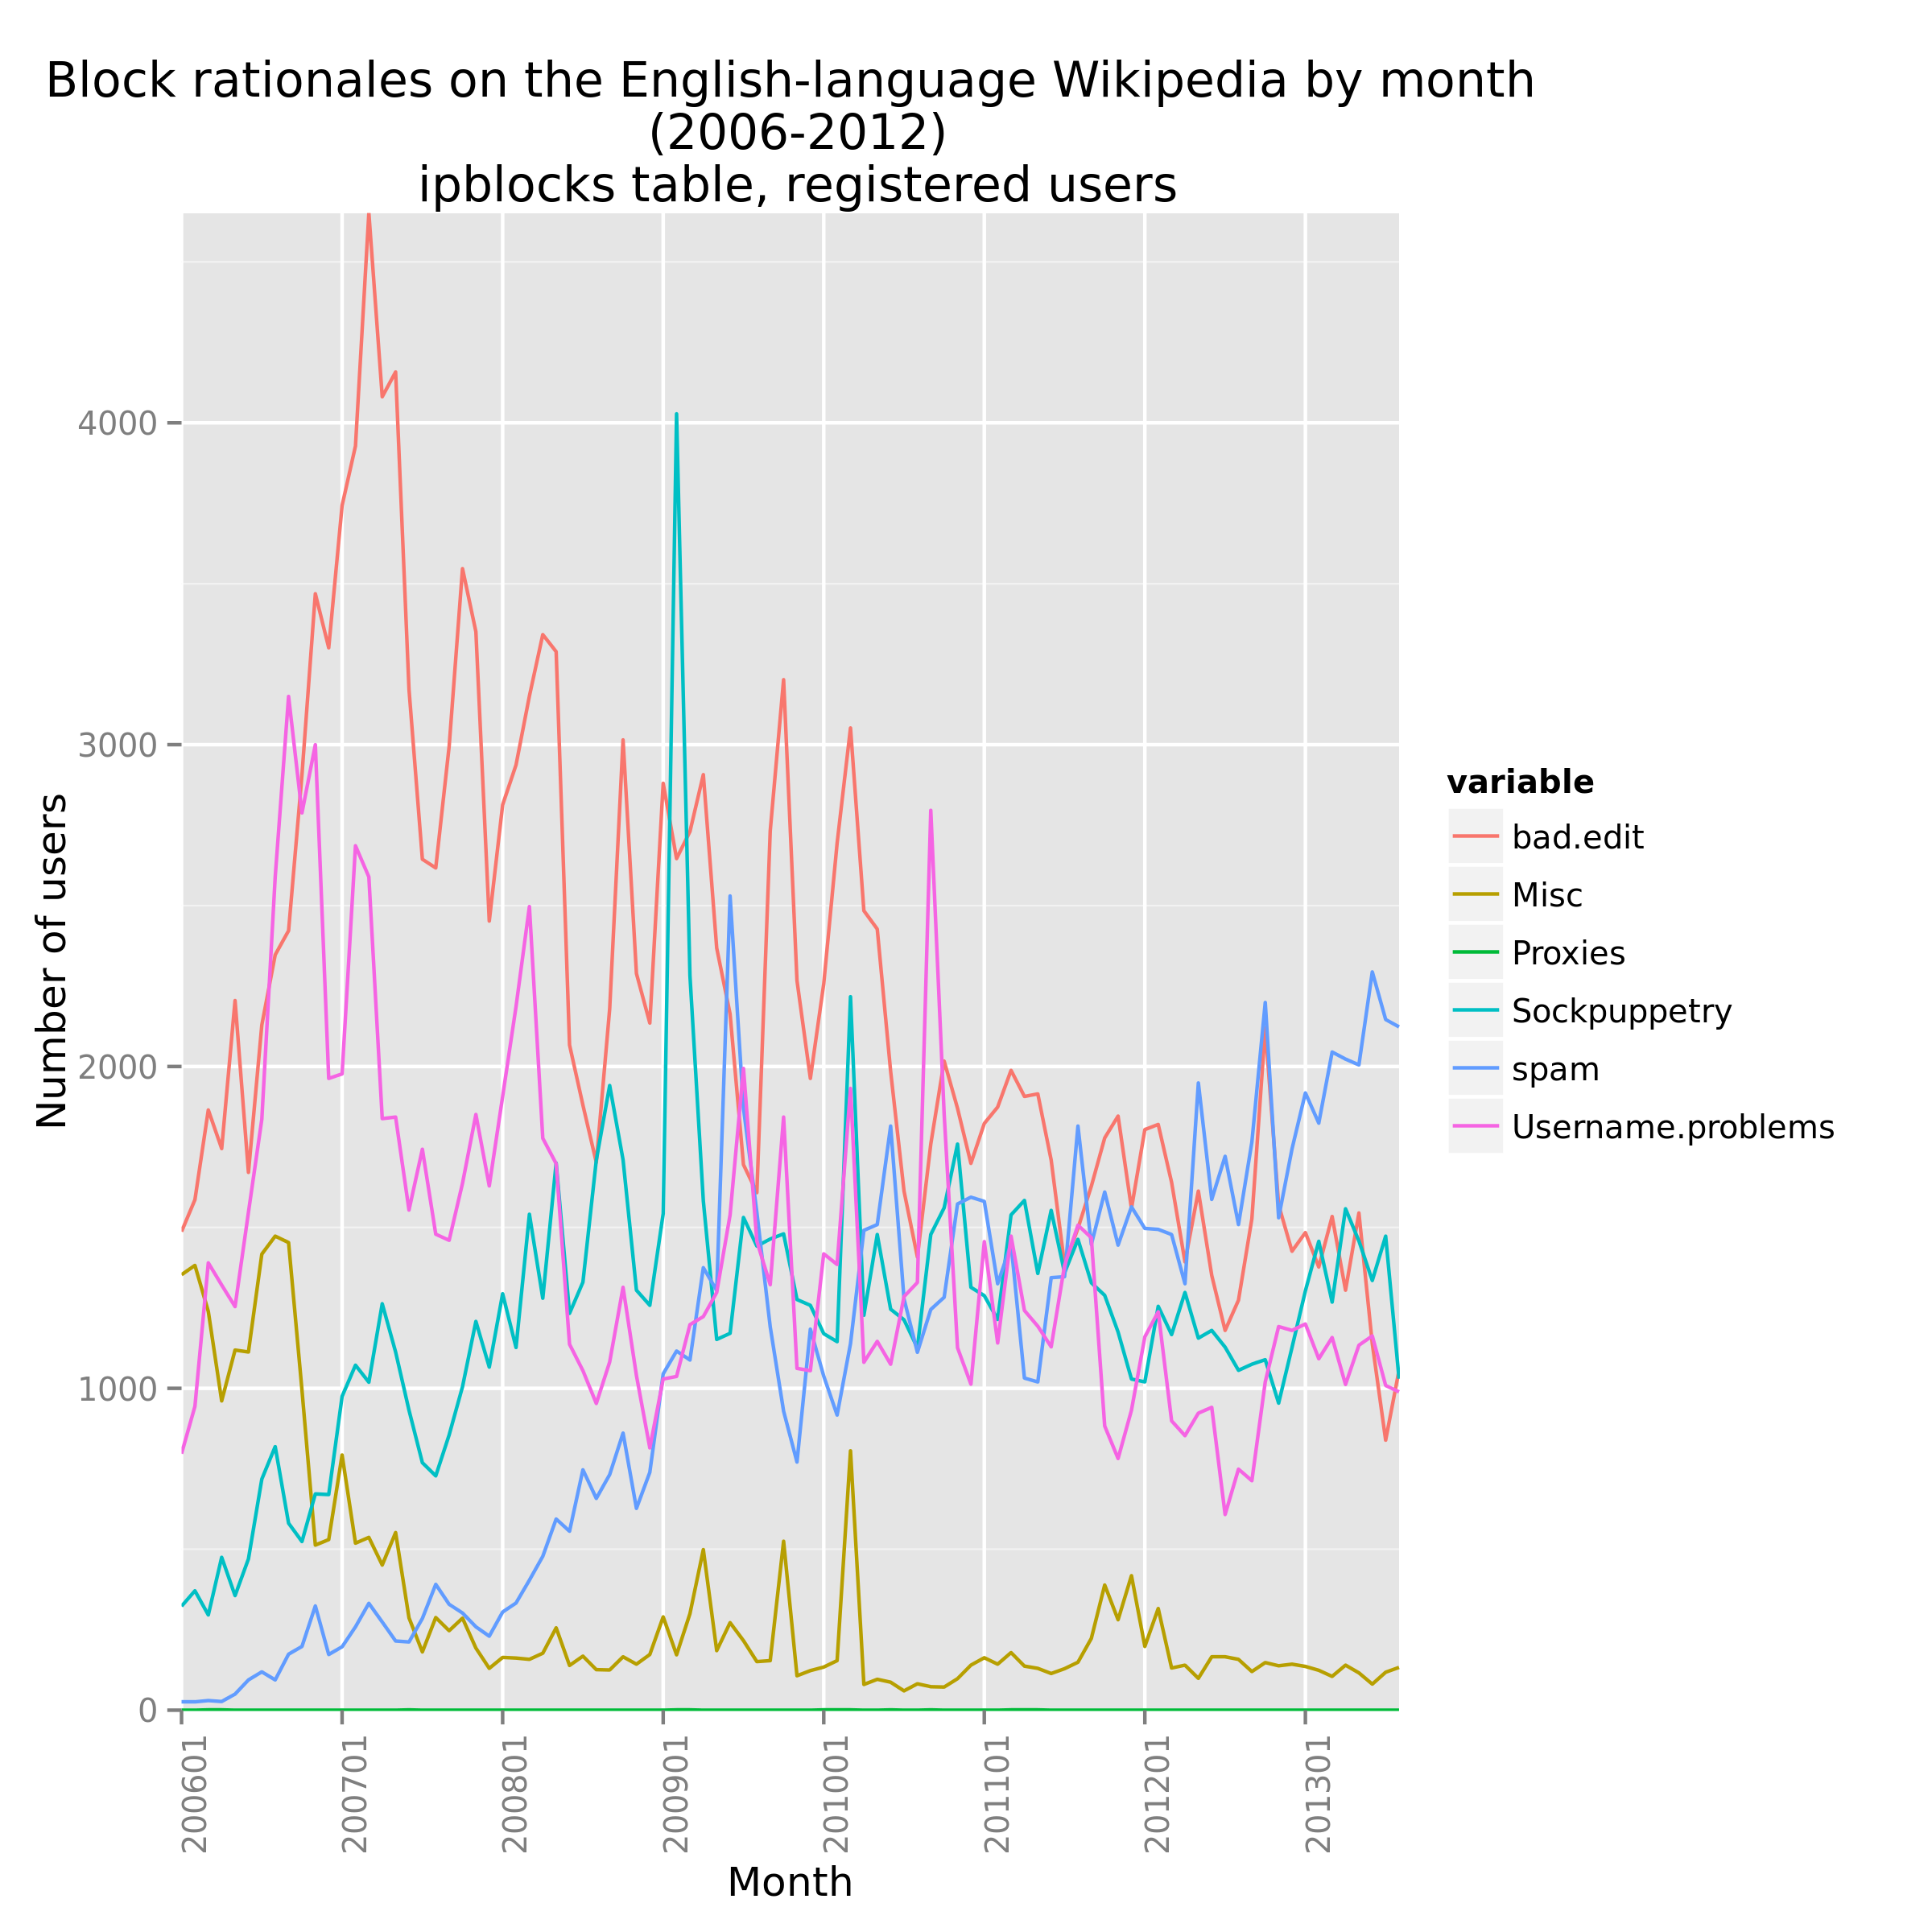 Block rationales on the English-language Wikipedia by month
(2006-2012)
ipblocks table, registered users
Number of users
4000
3000
2000
1000
0
200601
200701
200801
200901
201001
201101
201201
201301
Month
variable
bad.edit
Misc
Proxies
Sockpuppetry
spam
Username.problems